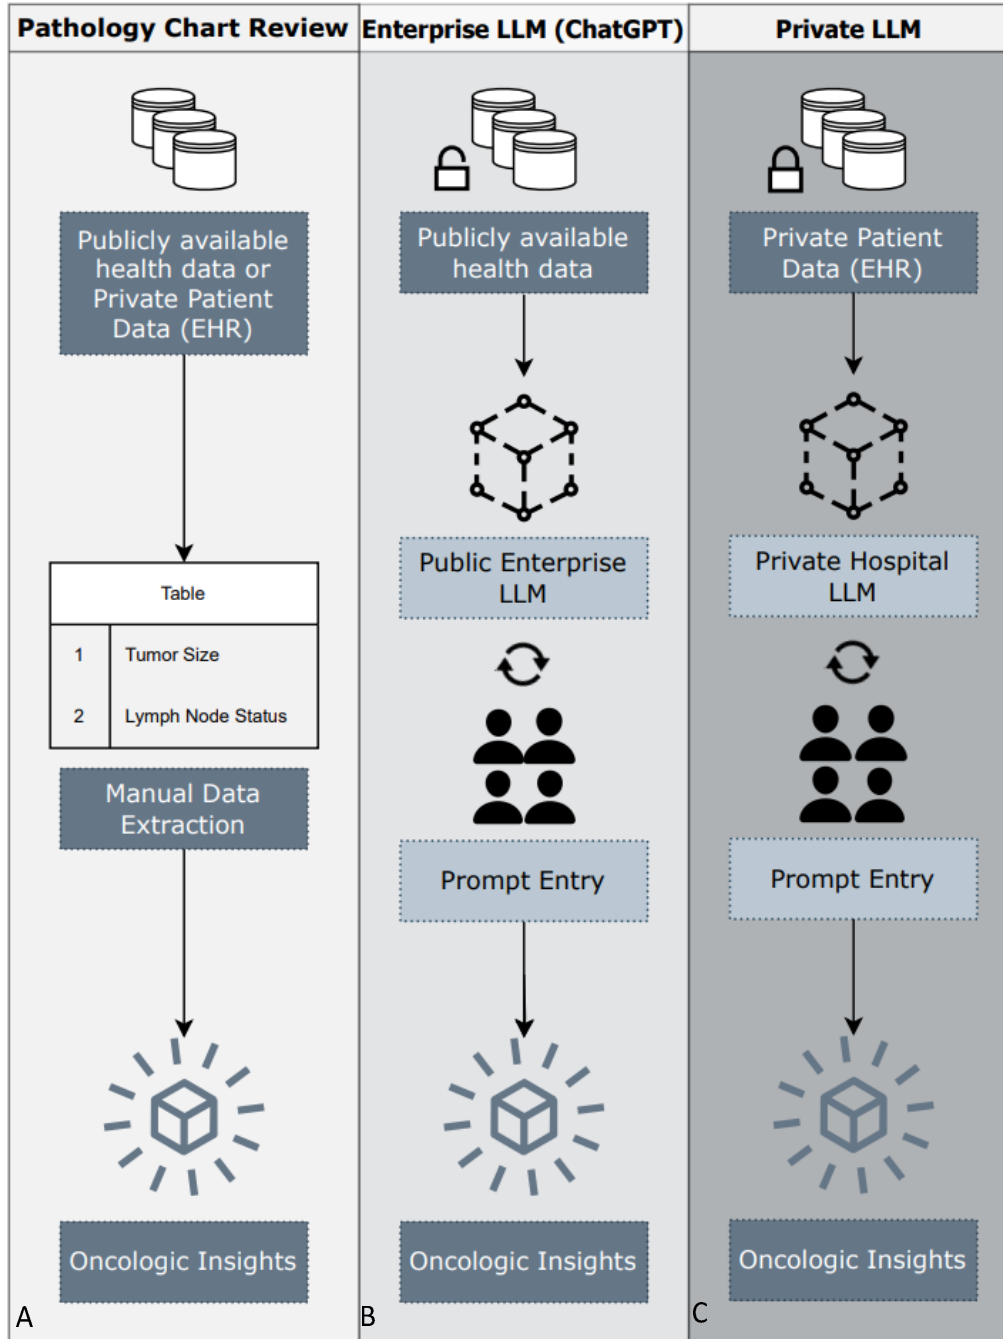 Pathology Chart Review
Publicly available
health data or
Private Patient
Data (EHR)
Table
1 Tumor Size
2 Lymph Node Status
Manual Data
Extraction
Oncologic Insights
A
Enterprise LLM (ChatGPT)
Publicly available
health data
Public Enterprise
LLM
Prompt Entry
Oncologic Insights
B
Private LLM
Private Patient
Data (EHR)
Private Hospital
LLM
Prompt Entry
Oncologic Insights
C